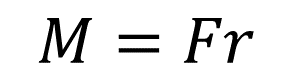 M = Fr